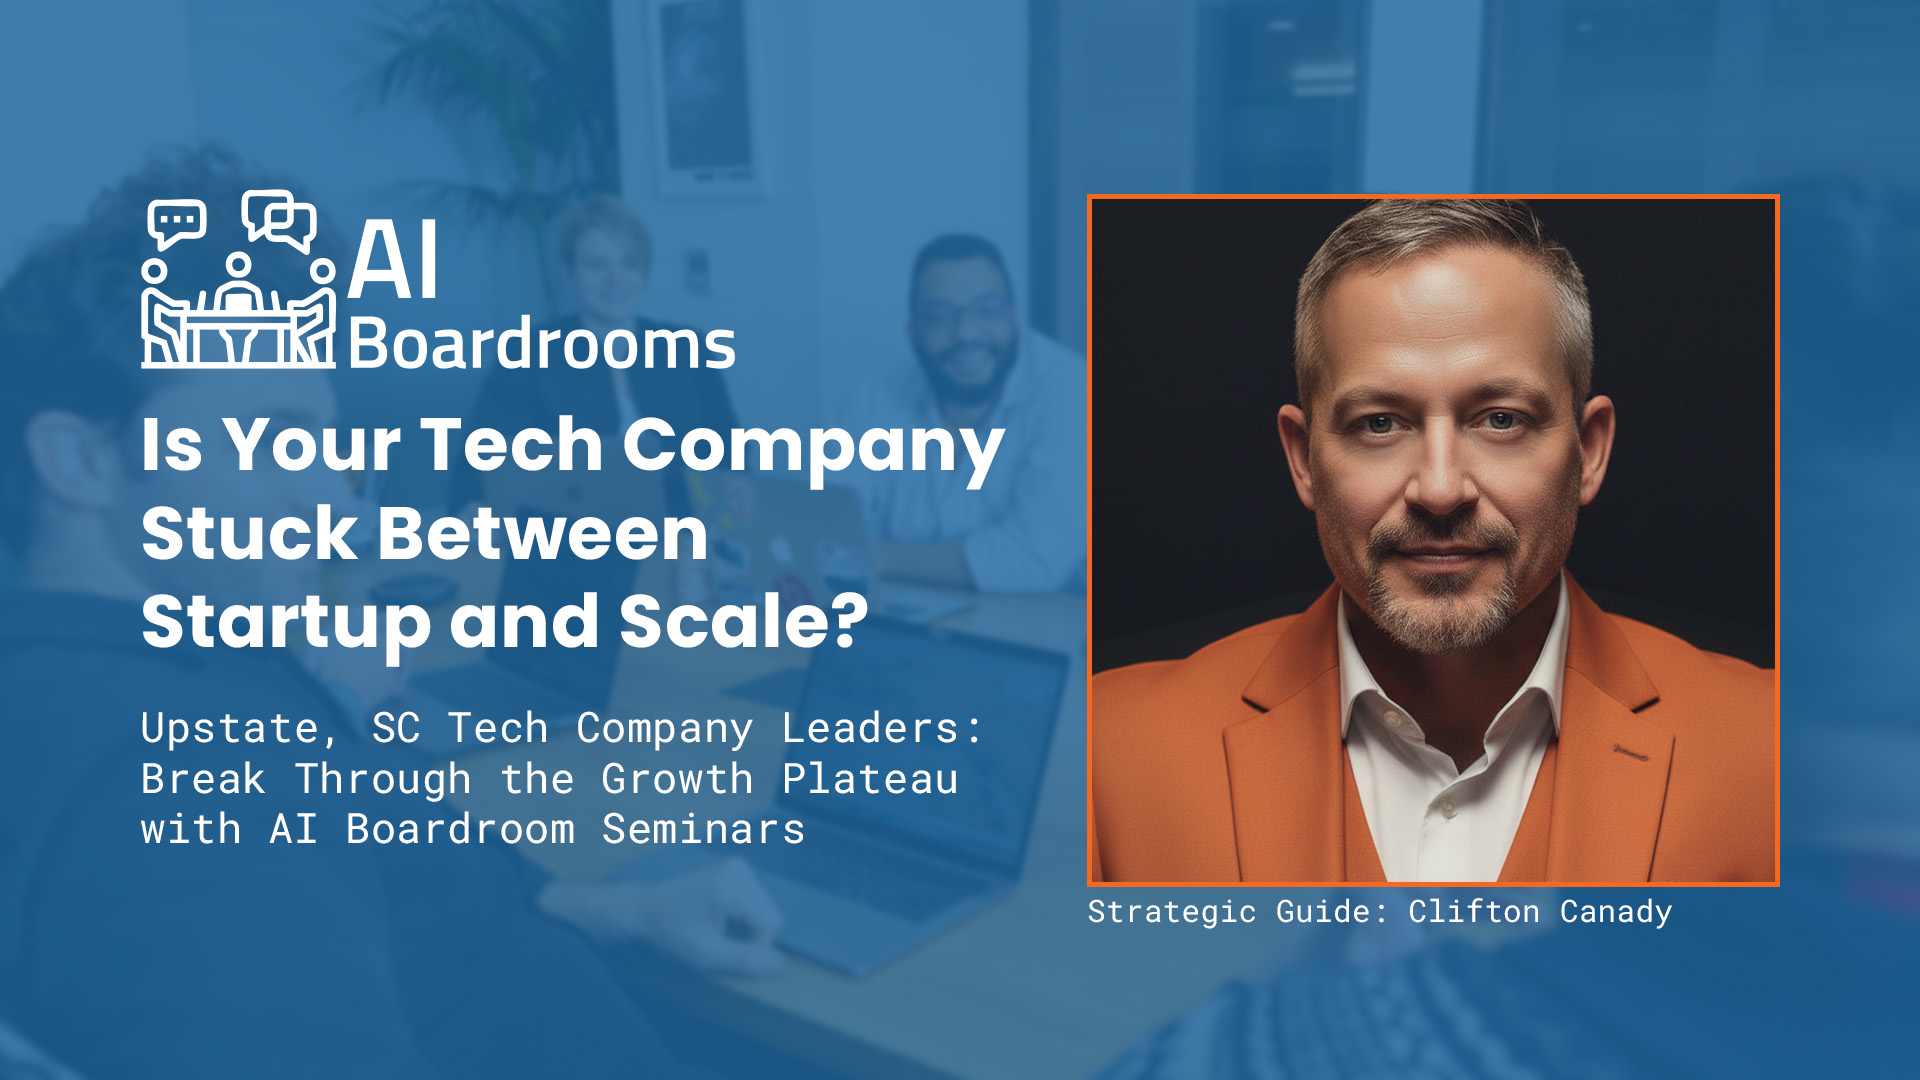 AI
Boardrooms
Is Your Tech Company
Stuck Between
Startup and Scale?
Upstate, SC Tech Company Leaders:
Break Through the Growth Plateau
with AI Boardroom Seminars
Strategic Guide: Clifton Canady